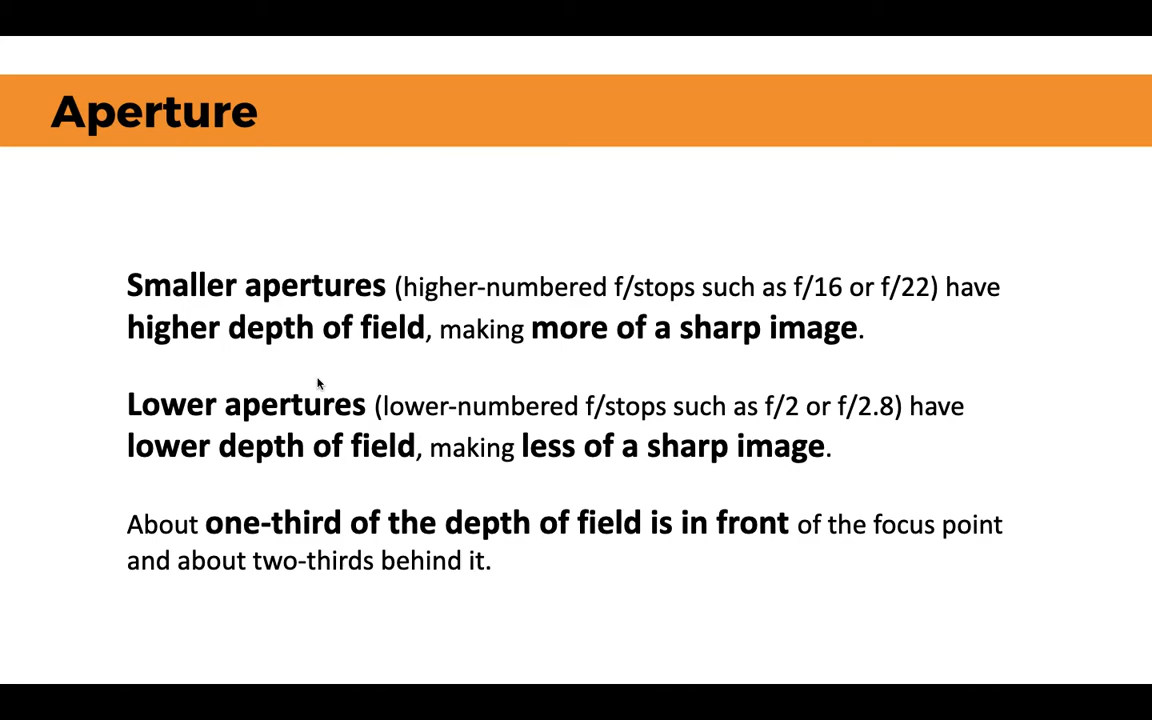 Aperture
Smaller apertures (higher-numbered f/stops such as f/16 or f/22) have
higher depth of field, making more of a sharp image.
Lower apertures (lower-numbered f/stops such as f/2 or f/2.8) have
lower depth of field, making less of a sharp image.
About one-third of the depth of field is in front of the focus point
and about two-thirds behind it.